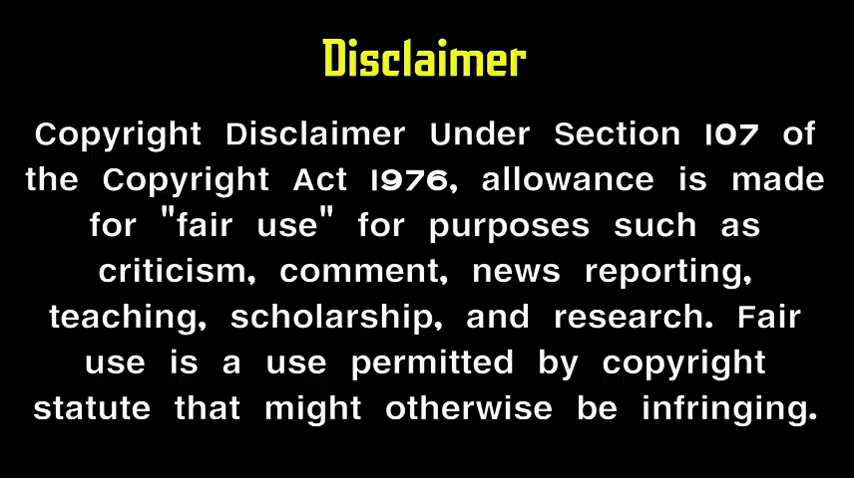 Disclaimer
Copyright Disclaimer Under Section 107 of
the Copyright Act 1976, allowance is made
for "fair use" for purposes such as
criticism, comment, news reporting,
teaching, scholarship, and research. Fair
use is a use permitted by copyright
statute that might otherwise be infringing.